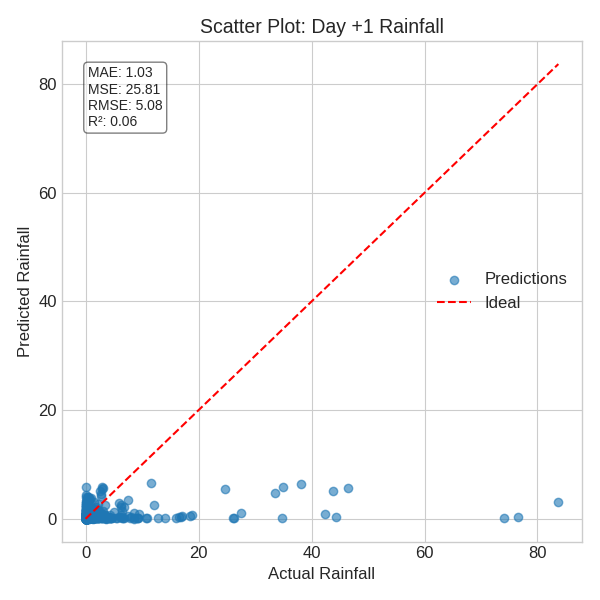 Scatter Plot: Day +1 Rainfall
MAE: 1.03
MSE: 25.81
RMSE: 5.08
R²: 0.06
80
60
40
20
0
Predicted Rainfall
Predictions
Ideal
0 20 40 60 80
Actual Rainfall